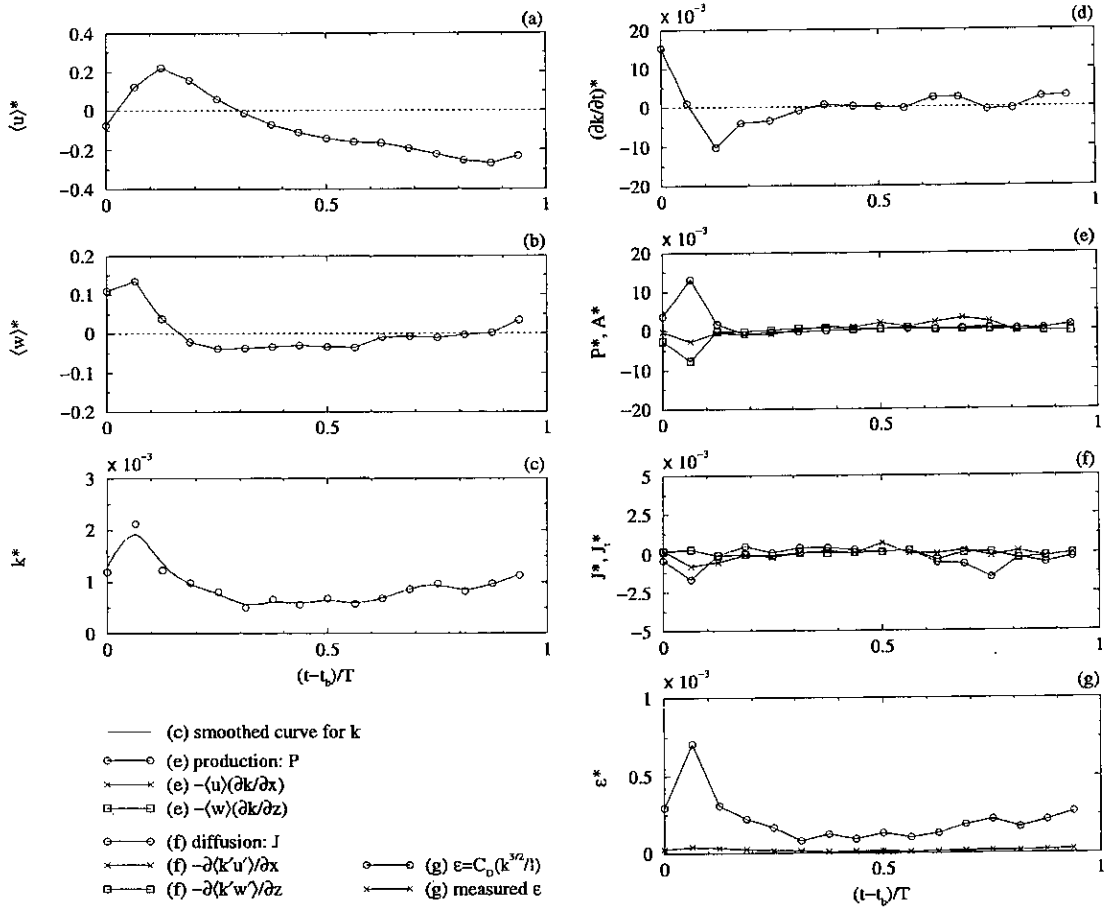 (a)
⟨u⟩*
0.4
0.2
0
−0.2
−0.4
0
0.5
1
(b)
⟨w⟩*
0.2
0.1
0
−0.1
−0.2
0
0.5
1
(c)
× 10⁻³
k*
3
2
1
0
0
0.5
1
(t−t_b)/T
(c) smoothed curve for k
(e) production: P
(e) −⟨u⟩(∂k/∂x)
(e) −⟨w⟩(∂k/∂z)
(f) diffusion: J
(f) −∂⟨k′u′⟩/∂x
(f) −∂⟨k′w′⟩/∂z
(g) ε=C_D(k^{3/2}/l)
(g) measured ε
(d)
× 10⁻³
(∂k/∂t)*
20
10
0
−10
−20
0
0.5
1
(e)
× 10⁻³
P*, A*
20
10
0
−10
−20
0
0.5
1
(f)
× 10⁻³
J*, J_t*
5
2.5
0
−2.5
−5
0
0.5
1
(g)
× 10⁻³
ε*
1
0.5
0
0
0.5
1
(t−t_b)/T